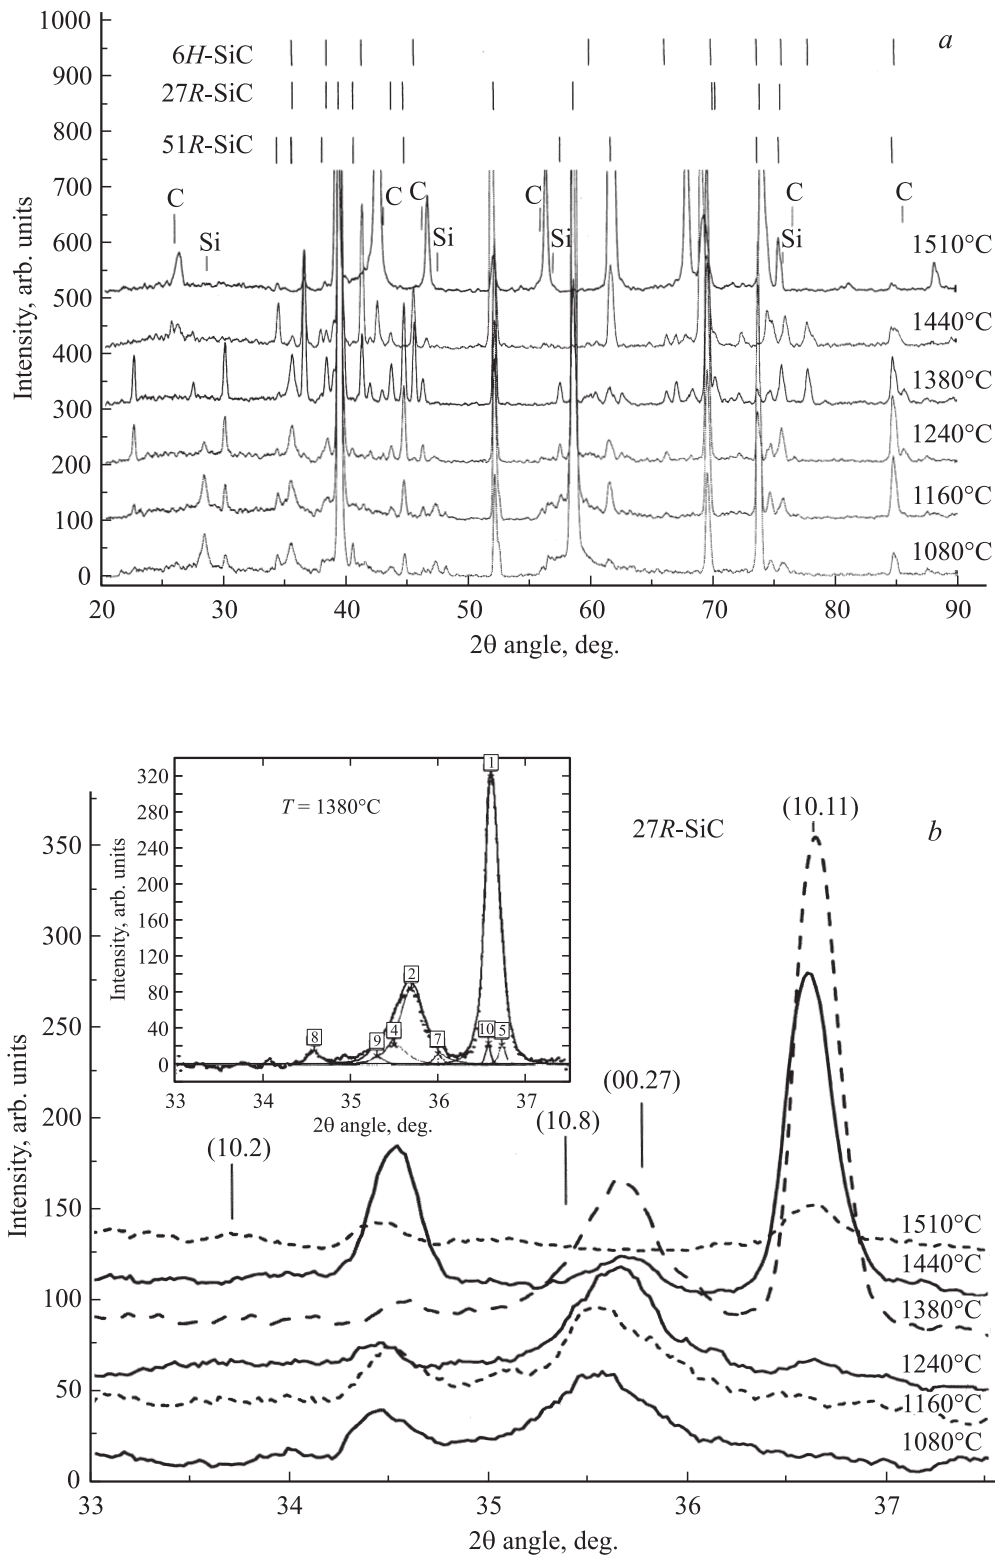 1000
a
6H-SiC
900
27R-SiC
800
51R-SiC
700
C
C C
C
C
C
600
Si
Si
Si
Si
1510°C
500
1440°C
400
1380°C
300
1240°C
200
1160°C
100
1080°C
0
20 30 40 50 60 70 80 90
2θ angle, deg.
Intensity, arb. units
b
27R-SiC
(10.11)
350
300
250
200
150
100
50
0
Intensity, arb. units
T = 1380°C
320
280
240
200
160
120
80
40
0
Intensity, arb. units
1
2
8
9
4
7
10
5
33 34 35 36 37
2θ angle, deg.
(00.27)
(10.8)
(10.2)
1510°C
1440°C
1380°C
1240°C
1160°C
1080°C
33 34 35 36 37
2θ angle, deg.